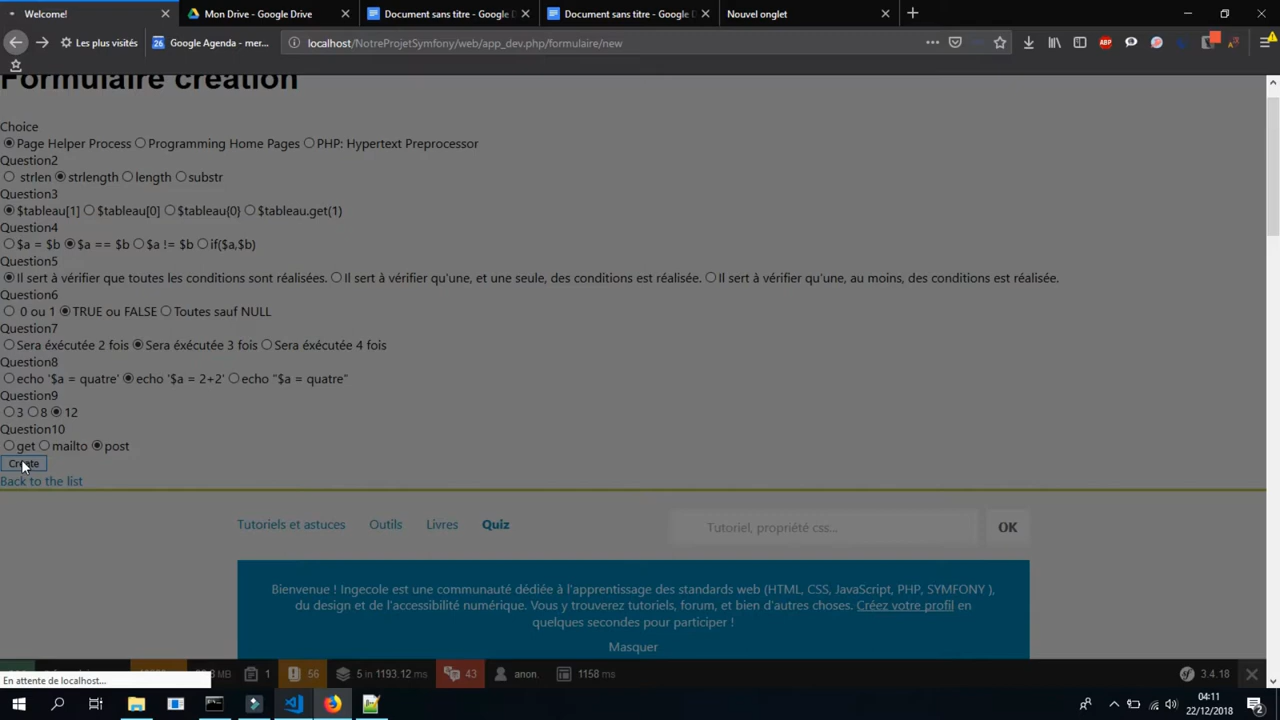 Welcome!
Mon Drive - Google Drive
Document sans titre - Google D
Document sans titre - Google D
Nouvel onglet
Les plus visités
26 Google Agenda - mer...
localhost/NotreProjetSymfony/web/app_dev.php/formulaire/new
ABP
Formulaire creation
Choice
Page Helper Process Programming Home Pages PHP: Hypertext Preprocessor
Question2
strlen strlength length substr
Question3
$tableau[1] $tableau[0] $tableau{0} $tableau.get(1)
Question4
$a = $b $a == $b $a != $b if($a,$b)
Question5
Il sert à vérifier que toutes les conditions sont réalisées. Il sert à vérifier qu'une, et une seule, des conditions est réalisée. Il sert à vérifier qu'une, au moins, des conditions est réalisée.
Question6
0 ou 1 TRUE ou FALSE Toutes sauf NULL
Question7
Sera éxécutée 2 fois Sera éxécutée 3 fois Sera éxécutée 4 fois
Question8
echo '$a = quatre' echo '$a = 2+2' echo "$a = quatre"
Question9
3 8 12
Question10
get mailto post
Create
Back to the list
Tutoriels et astuces Outils Livres Quiz
Tutoriel, propriété css...
OK
Bienvenue ! Ingecole est une communauté dédiée à l'apprentissage des standards web (HTML, CSS, JavaScript, PHP, SYMFONY ),
du design et de l'accessibilité numérique. Vous y trouverez tutoriels, forum, et bien d'autres choses. Créez votre profil en
quelques secondes pour participer !
Masquer
MB 1 56 5 in 1193.12 ms 43 anon. 1158 ms 3.4.18
En attente de localhost...
04:11
22/12/2018
2